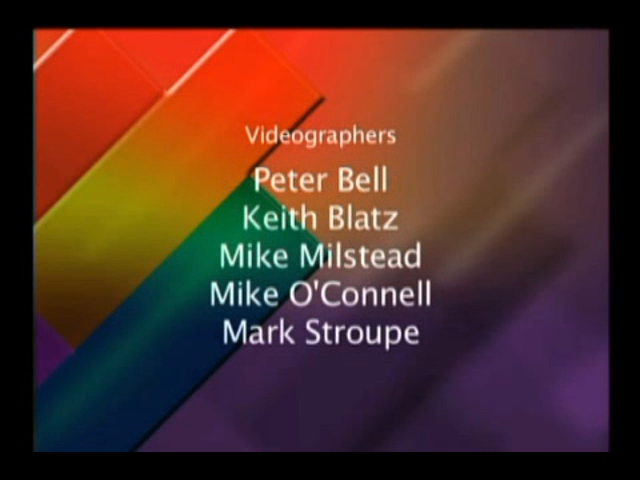 Videographers
Peter Bell
Keith Blatz
Mike Milstead
Mike O'Connell
Mark Stroupe